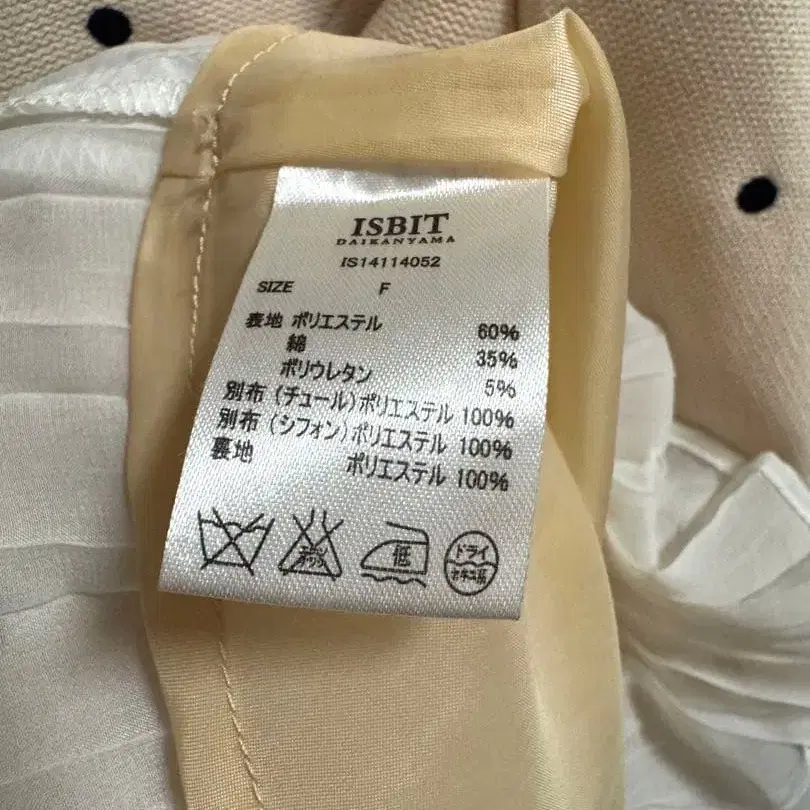 ISBIT
DAIKANYAMA
IS14114052
SIZE F
表地 ポリエステル 60%
綿 35%
ポリウレタン 5%
別布(チュール)ポリエステル 100%
別布(シフォン)ポリエステル 100%
裏地 ポリエステル 100%
低 ドライ